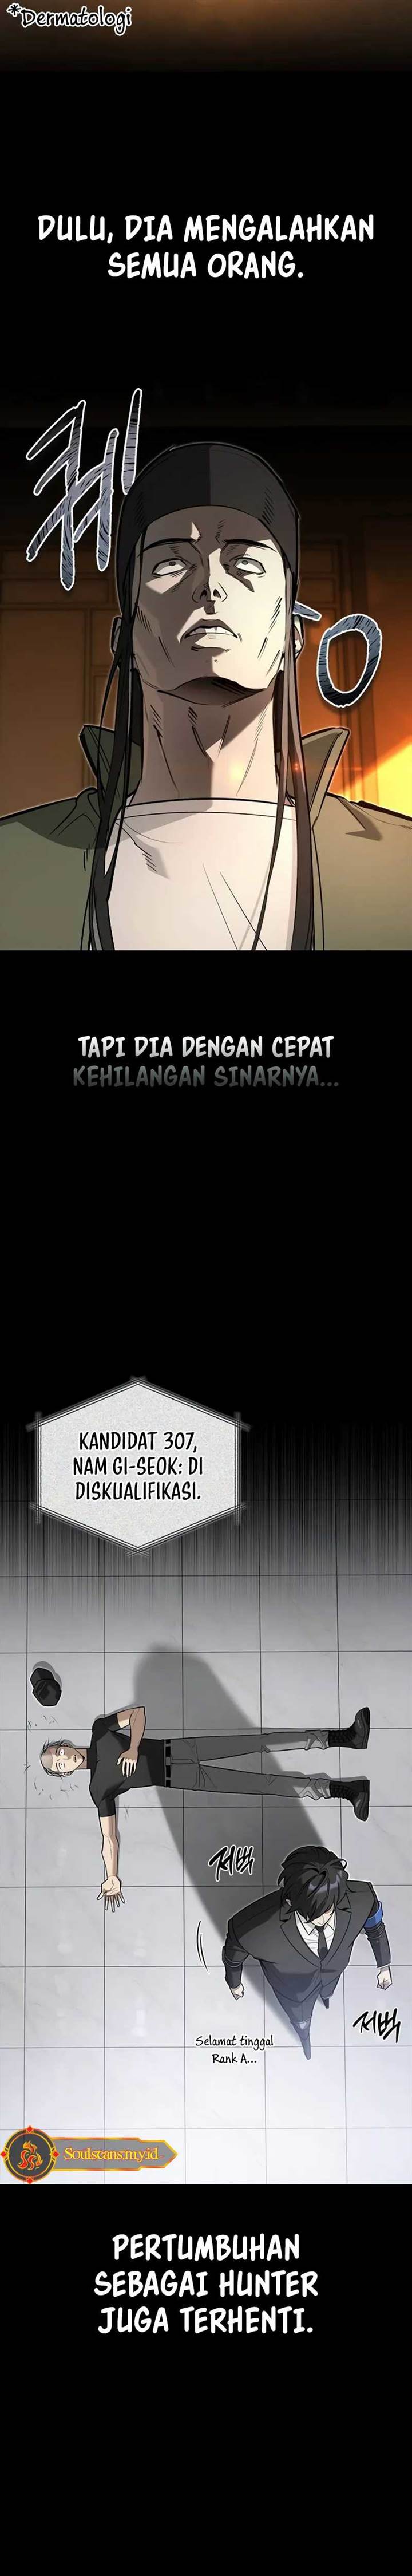 *Dermatologi
DULU, DIA MENGALAHKAN
SEMUA ORANG.
TAPI DIA DENGAN CEPAT
KEHILANGAN SINARNYA...
KANDIDAT 307,
NAM GI-SEOK: DI
DISKUALIFIKASI.
저벅
저벅
Selamat tinggal
Rank A...
Soulscans.my.id
PERTUMBUHAN
SEBAGAI HUNTER
JUGA TERHENTI.